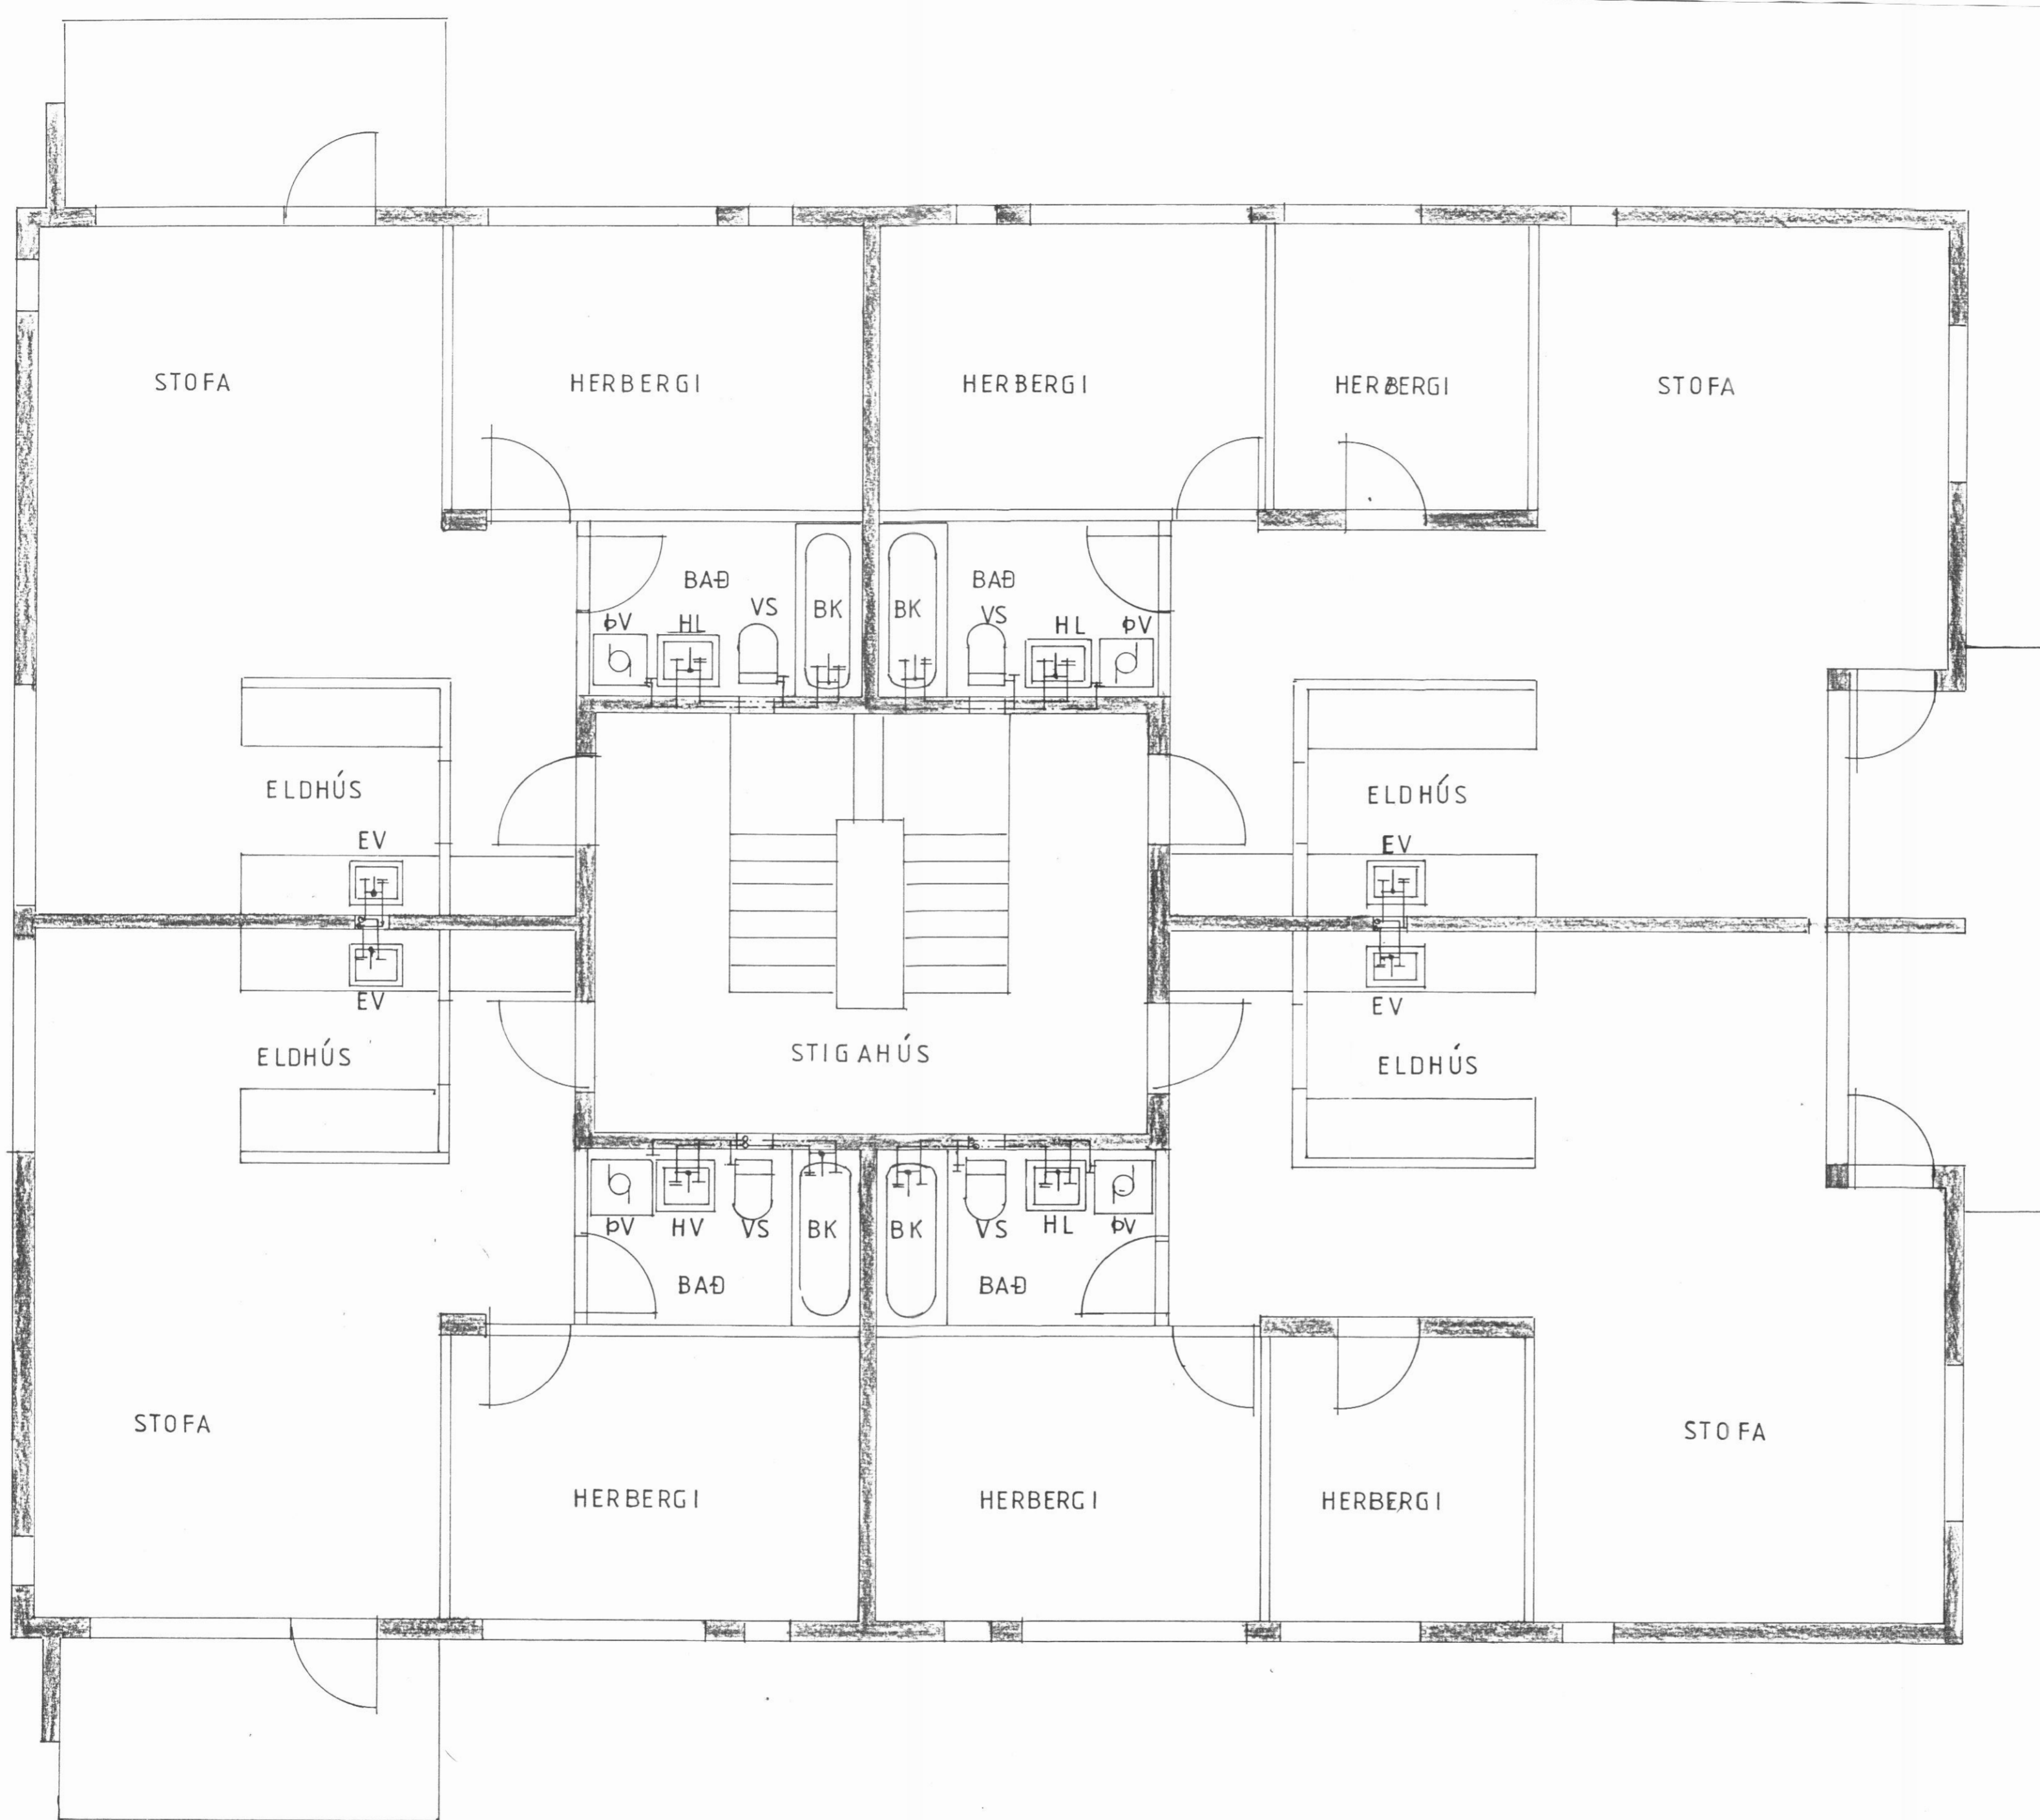 STOFA
HERBERGI
HERBERGI
HERBERGI
STOFA
BAÐ
BAÐ
ÞV
HL
VS
BK
BK
VS
HL
ÞV
ELDHÚS
ELDHÚS
EV
EV
EV
EV
ELDHÚS
STIGAHÚS
ELDHÚS
ÞV
HV
VS
BK
BK
VS
HL
ÞV
BAÐ
BAÐ
STOFA
STOFA
HERBERGI
HERBERGI
HERBERGI